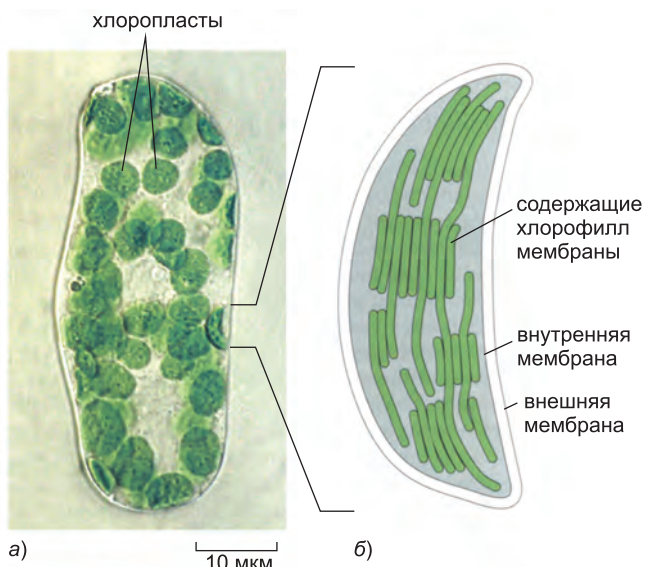 хлоропласты
содержащие
хлорофилл
мембраны
внутренняя
мембрана
внешняя
мембрана
а)
10 мкм
б)